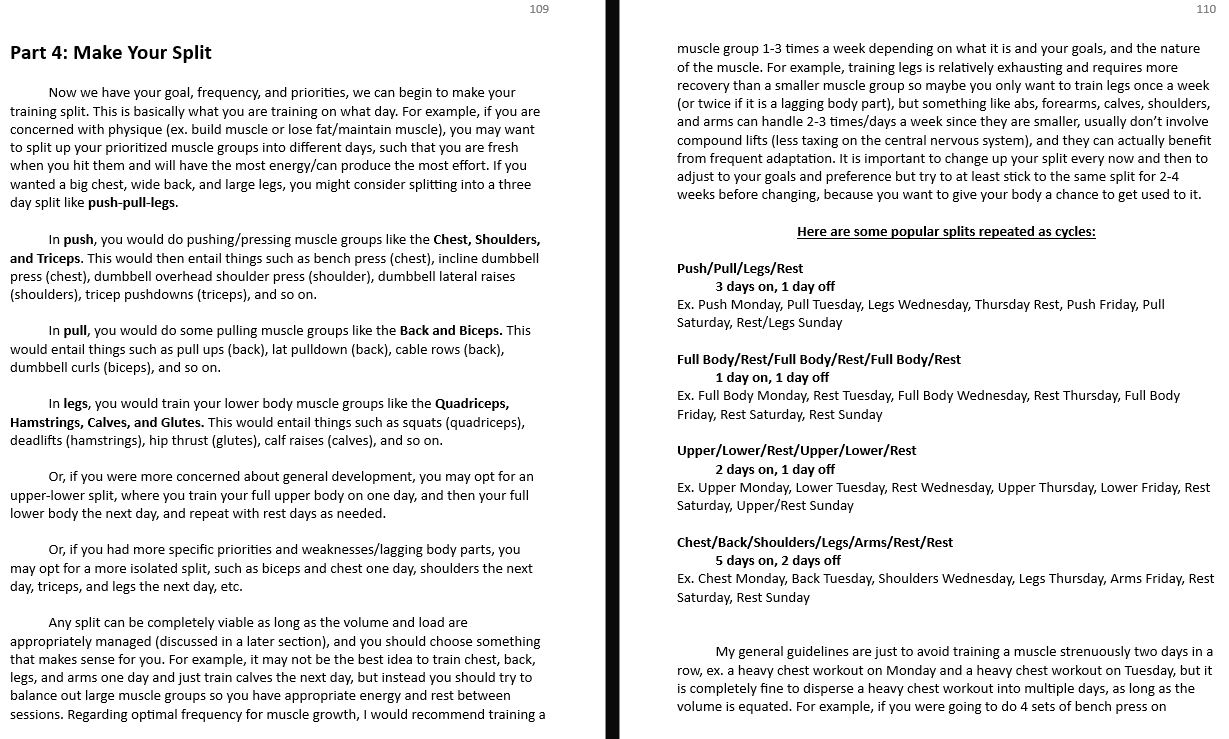 109
Part 4: Make Your Split
Now we have your goal, frequency, and priorities, we can begin to make your
training split. This is basically what you are training on what day. For example, if you are
concerned with physique (ex. build muscle or lose fat/maintain muscle), you may want
to split up your prioritized muscle groups into different days, such that you are fresh
when you hit them and will have the most energy/can produce the most effort. If you
wanted a big chest, wide back, and large legs, you might consider splitting into a three
day split like push-pull-legs.
In push, you would do pushing/pressing muscle groups like the Chest, Shoulders,
and Triceps. This would then entail things such as bench press (chest), incline dumbbell
press (chest), dumbbell overhead shoulder press (shoulder), dumbbell lateral raises
(shoulders), tricep pushdowns (triceps), and so on.
In pull, you would do some pulling muscle groups like the Back and Biceps. This
would entail things such as pull ups (back), lat pulldown (back), cable rows (back),
dumbbell curls (biceps), and so on.
In legs, you would train your lower body muscle groups like the Quadriceps,
Hamstrings, Calves, and Glutes. This would entail things such as squats (quadriceps),
deadlifts (hamstrings), hip thrust (glutes), calf raises (calves), and so on.
Or, if you were more concerned about general development, you may opt for an
upper-lower split, where you train your full upper body on one day, and then your full
lower body the next day, and repeat with rest days as needed.
Or, if you had more specific priorities and weaknesses/lagging body parts, you
may opt for a more isolated split, such as biceps and chest one day, shoulders the next
day, triceps, and legs the next day, etc.
Any split can be completely viable as long as the volume and load are
appropriately managed (discussed in a later section), and you should choose something
that makes sense for you. For example, it may not be the best idea to train chest, back,
legs, and arms one day and just train calves the next day, but instead you should try to
balance out large muscle groups so you have appropriate energy and rest between
sessions. Regarding optimal frequency for muscle growth, I would recommend training a
110
muscle group 1-3 times a week depending on what it is and your goals, and the nature
of the muscle. For example, training legs is relatively exhausting and requires more
recovery than a smaller muscle group so maybe you only want to train legs once a week
(or twice if it is a lagging body part), but something like abs, forearms, calves, shoulders,
and arms can handle 2-3 times/days a week since they are smaller, usually don't involve
compound lifts (less taxing on the central nervous system), and they can actually benefit
from frequent adaptation. It is important to change up your split every now and then to
adjust to your goals and preference but try to at least stick to the same split for 2-4
weeks before changing, because you want to give your body a chance to get used to it.
Here are some popular splits repeated as cycles:
Push/Pull/Legs/Rest
3 days on, 1 day off
Ex. Push Monday, Pull Tuesday, Legs Wednesday, Thursday Rest, Push Friday, Pull
Saturday, Rest/Legs Sunday
Full Body/Rest/Full Body/Rest/Full Body/Rest
1 day on, 1 day off
Ex. Full Body Monday, Rest Tuesday, Full Body Wednesday, Rest Thursday, Full Body
Friday, Rest Saturday, Rest Sunday
Upper/Lower/Rest/Upper/Lower/Rest
2 days on, 1 day off
Ex. Upper Monday, Lower Tuesday, Rest Wednesday, Upper Thursday, Lower Friday, Rest
Saturday, Upper/Rest Sunday
Chest/Back/Shoulders/Legs/Arms/Rest/Rest
5 days on, 2 days off
Ex. Chest Monday, Back Tuesday, Shoulders Wednesday, Legs Thursday, Arms Friday, Rest
Saturday, Rest Sunday
My general guidelines are just to avoid training a muscle strenuously two days in a
row, ex. a heavy chest workout on Monday and a heavy chest workout on Tuesday, but it
is completely fine to disperse a heavy chest workout into multiple days, as long as the
volume is equated. For example, if you were going to do 4 sets of bench press on